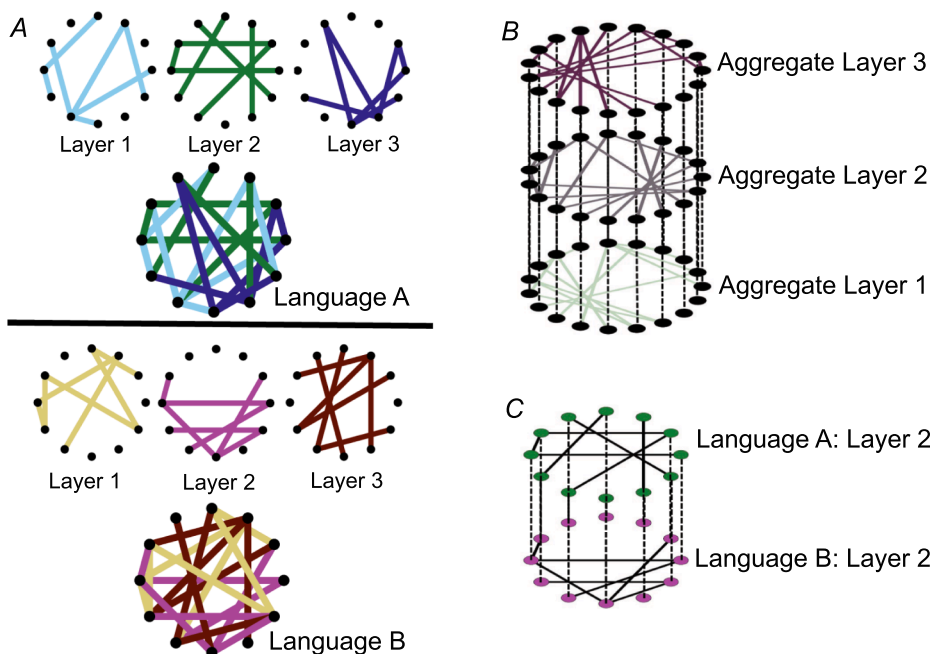 A
Layer 1
Layer 2
Layer 3
Language A
Layer 1
Layer 2
Layer 3
Language B
B
Aggregate Layer 3
Aggregate Layer 2
Aggregate Layer 1
C
Language A: Layer 2
Language B: Layer 2